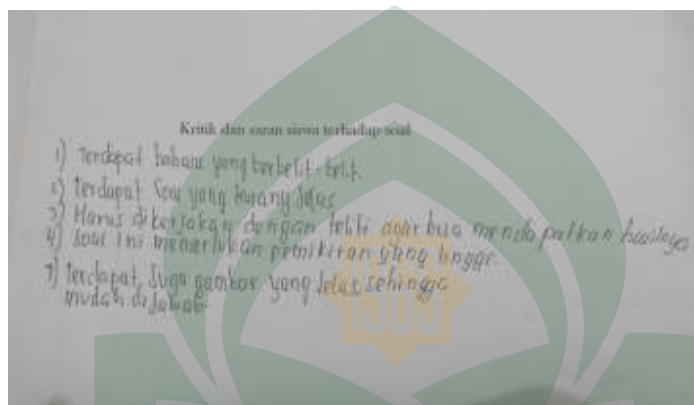 Kritik dan saran siswa terhadap soal
1) Terdapat bahasa yang berbelit-belit
2) terdapat Soal yang kurang Jelas
3) Harus dikerjakan dengan teliti agar bisa mendapatkan hasilnya
4) Soal ini memerlukan pemikiran yang tinggi
5) terdapat Juga gambar yang Jelas sehingga
mudah diJawab.